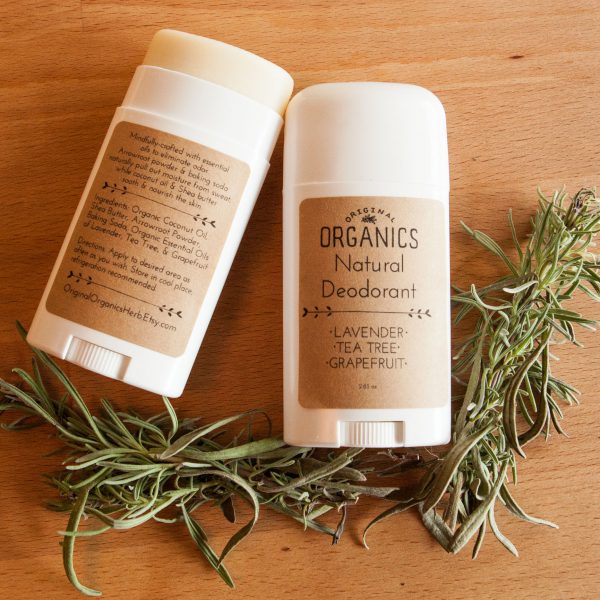 Mindfully-crafted with essential
oils to eliminate odor.
Arrowroot powder & baking soda
naturally pull out moisture from sweat,
while coconut oil & Shea butter
sooth & nourish the skin.
Ingredients: Organic Coconut Oil,
Shea Butter, Arrowroot Powder,
Baking Soda, Organic Essential Oils
of Lavender, Tea Tree, & Grapefruit
Directions: Apply to desired area as
often as you wish. Store in cool place,
refrigeration recommended.
OriginalOrganicsHerb.Etsy.com
ORIGINAL
ORGANICS
Natural
Deodorant
·LAVENDER·
·TEA TREE·
·GRAPEFRUIT·
2.65 oz